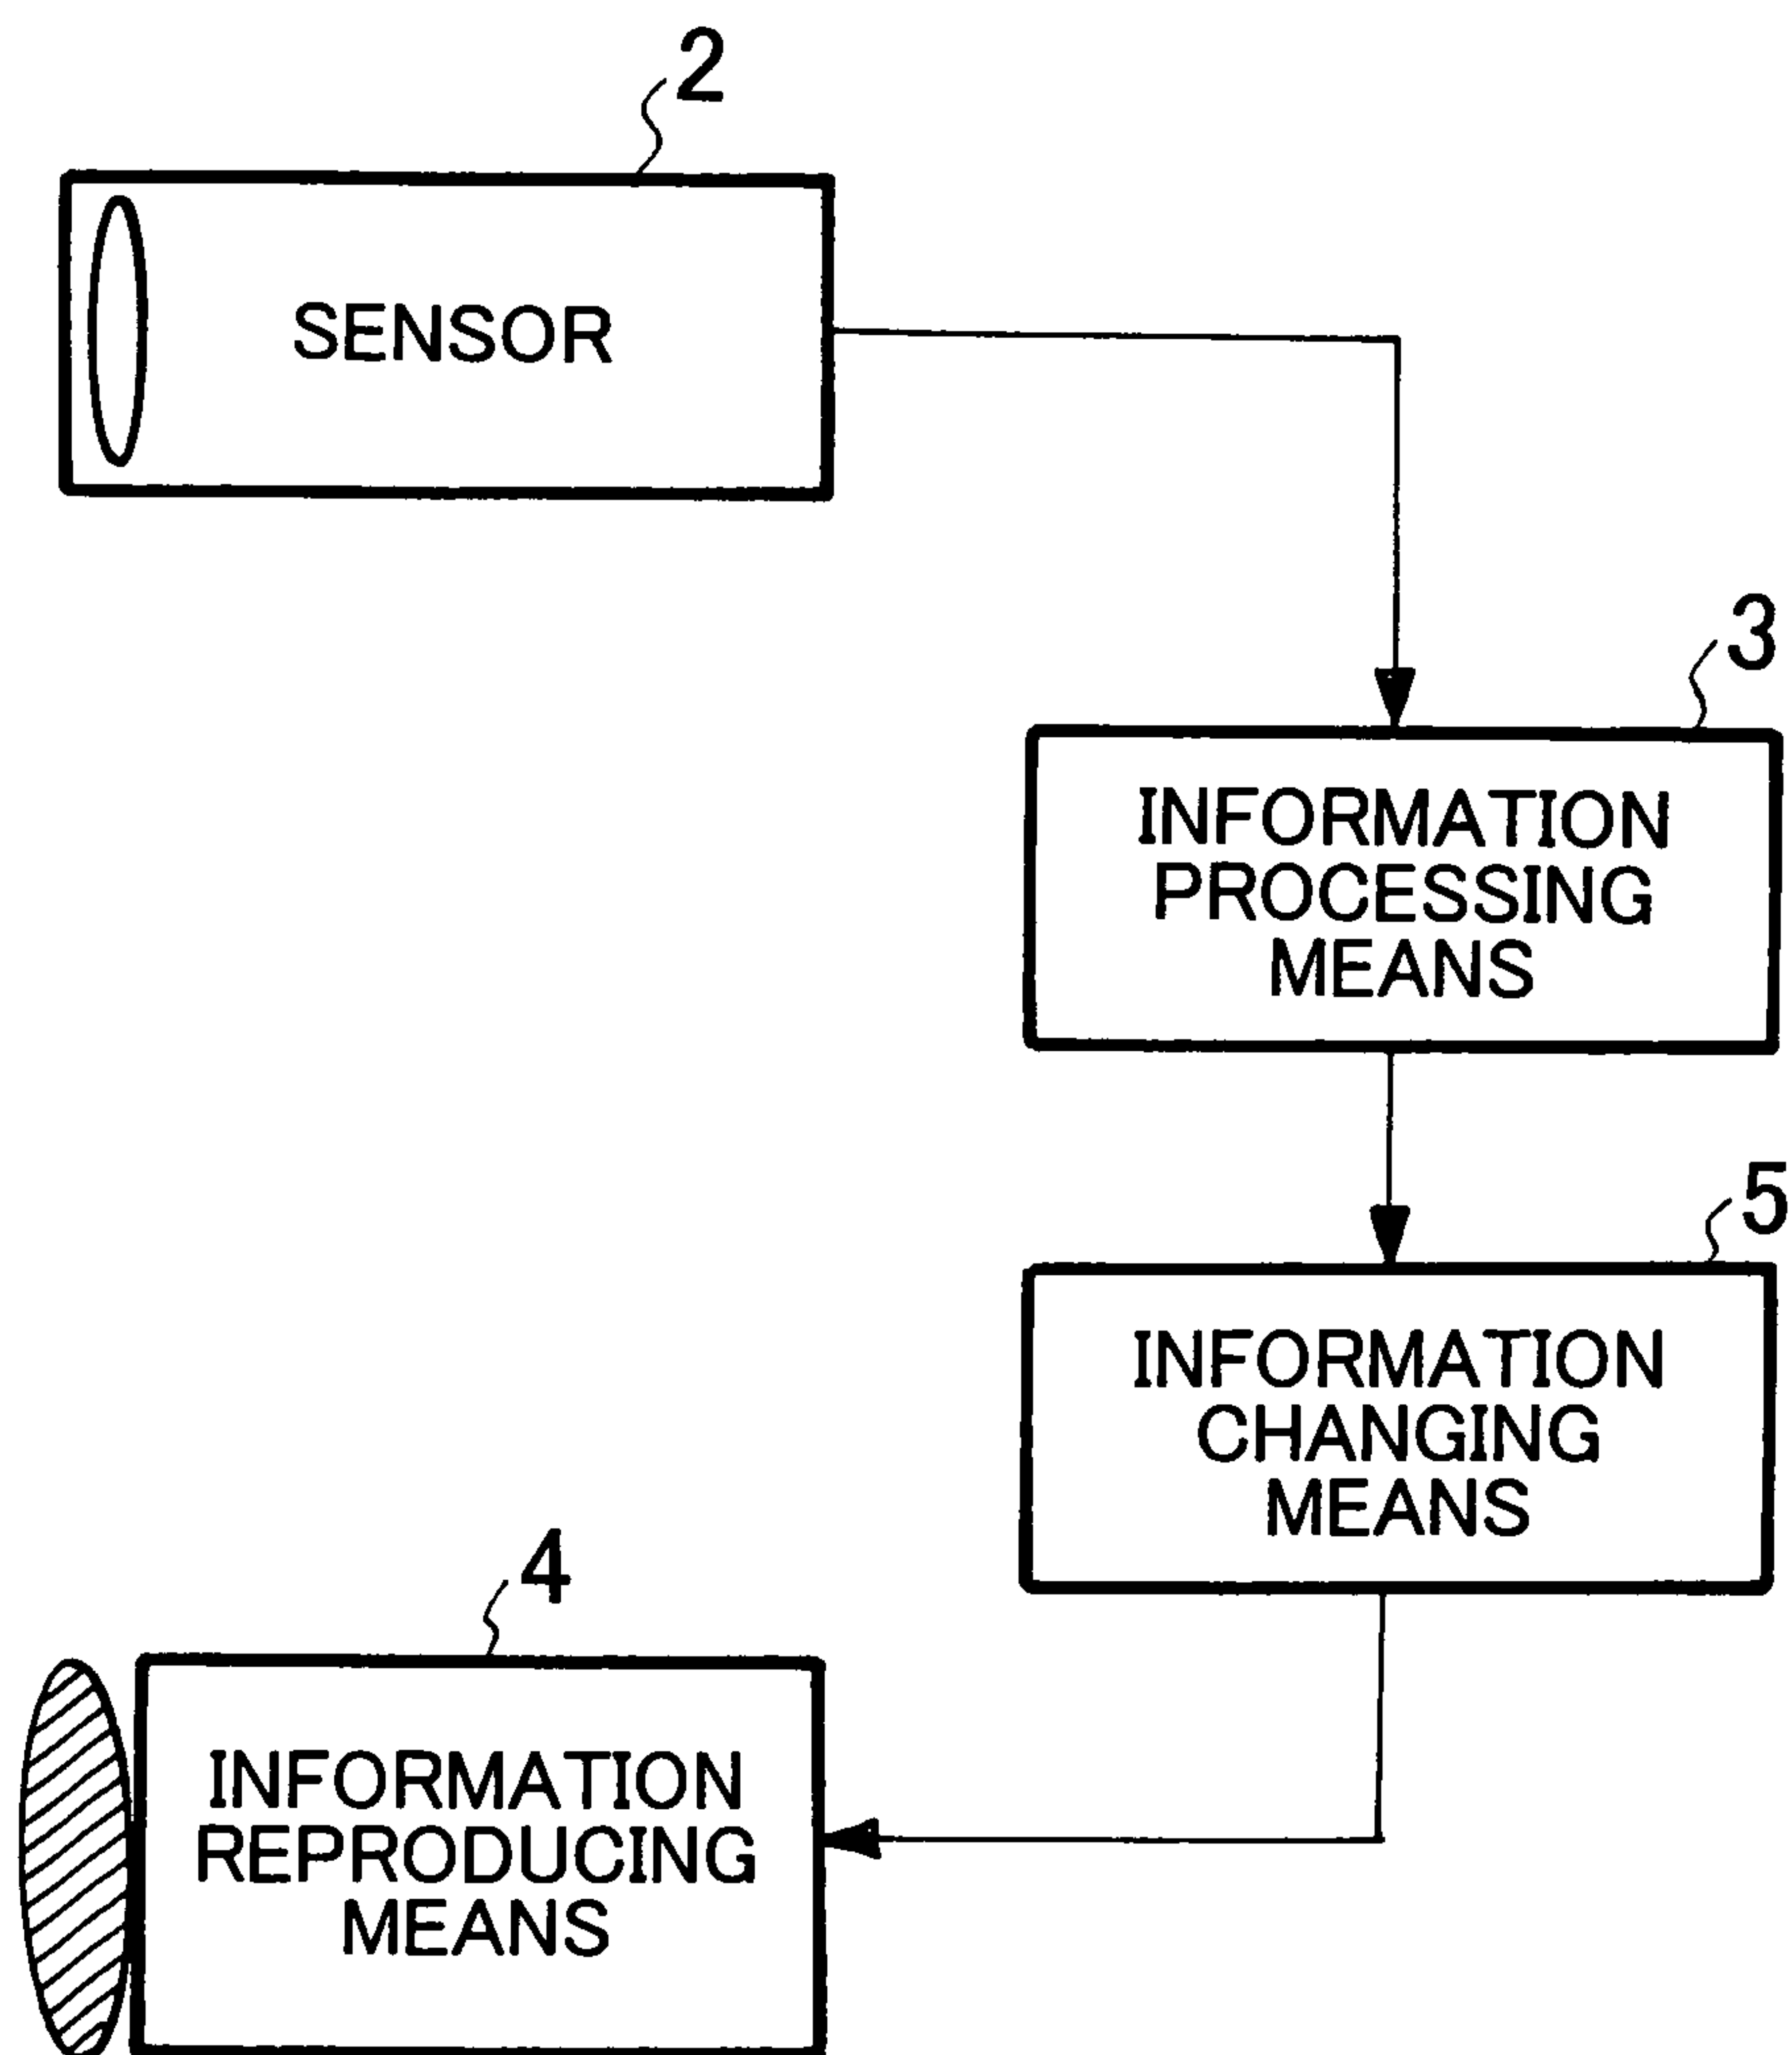 2
SENSOR
3
INFORMATION
PROCESSING
MEANS
5
INFORMATION
CHANGING
MEANS
4
INFORMATION
REPRODUCING
MEANS